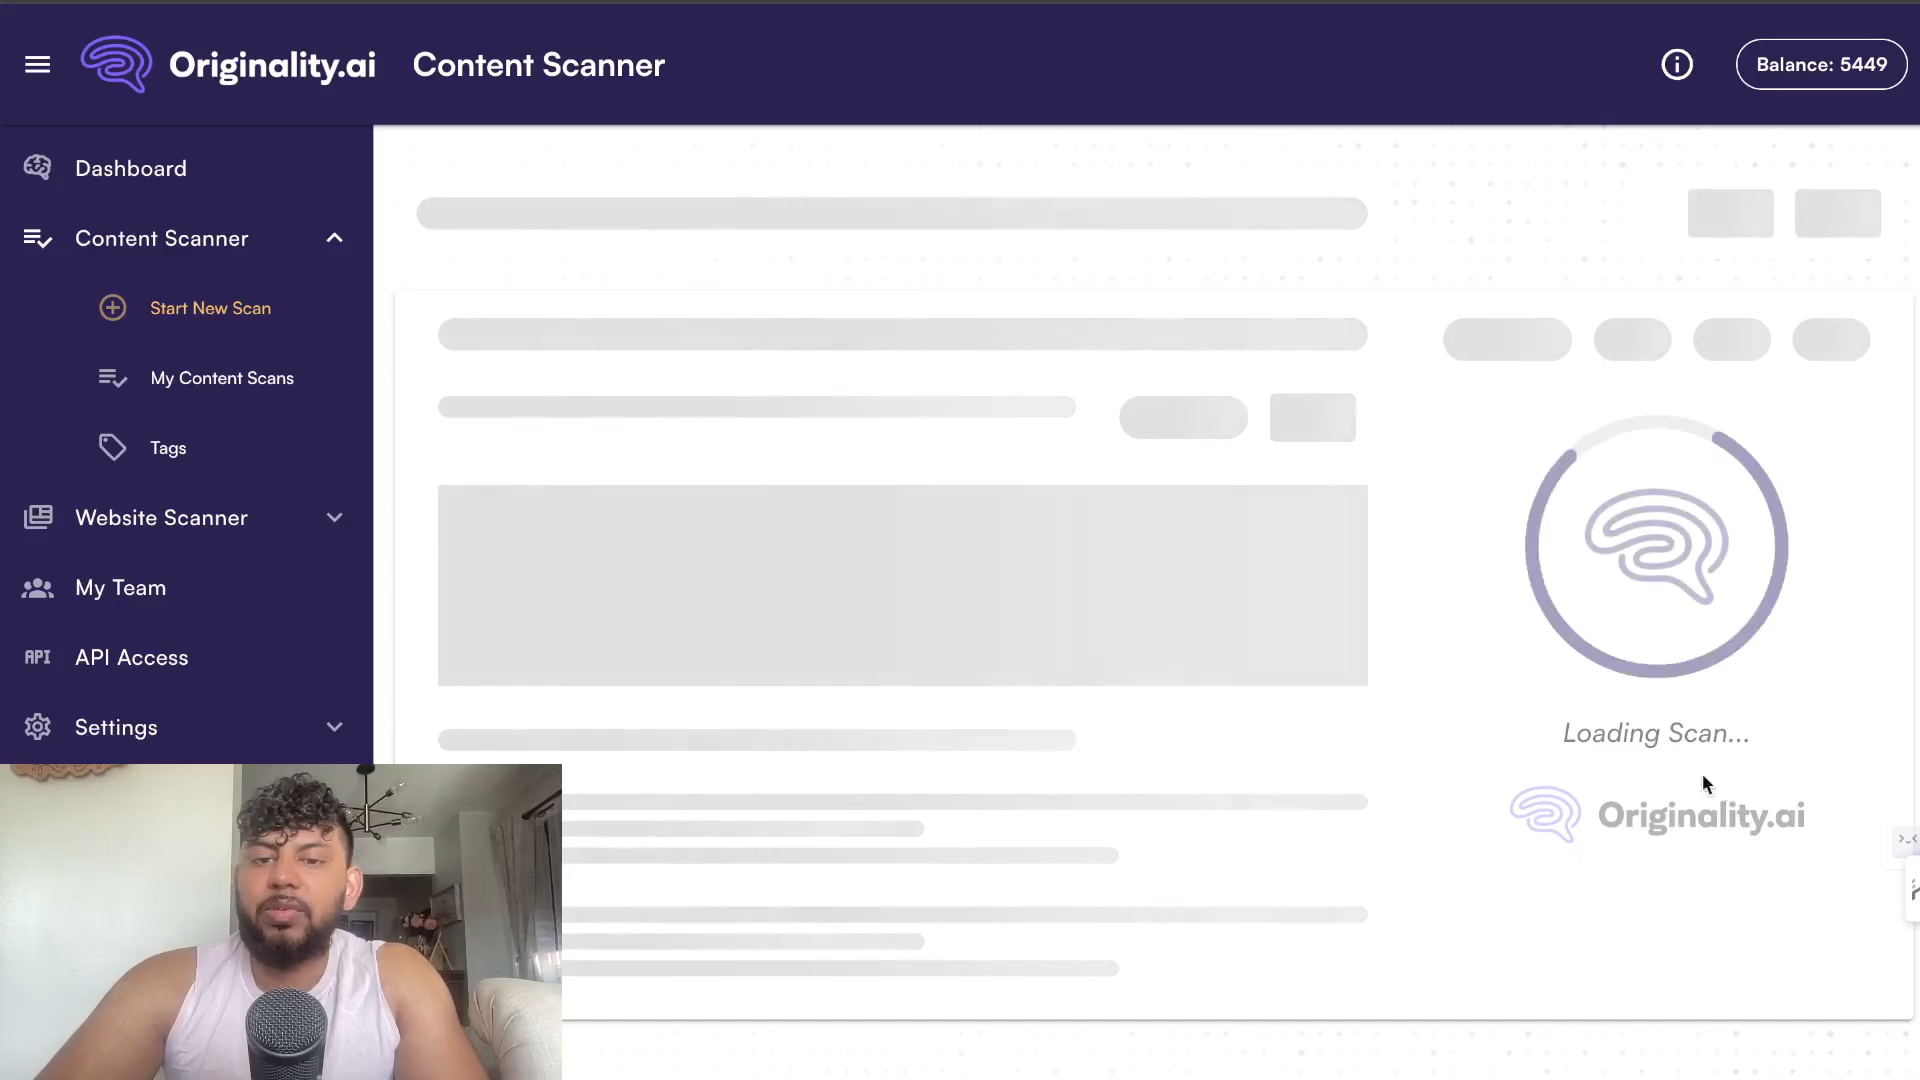 Originality.ai
Content Scanner
Balance: 5449
Dashboard
Content Scanner
Start New Scan
My Content Scans
Tags
Website Scanner
My Team
API
API Access
Settings
Loading Scan...
Originality.ai